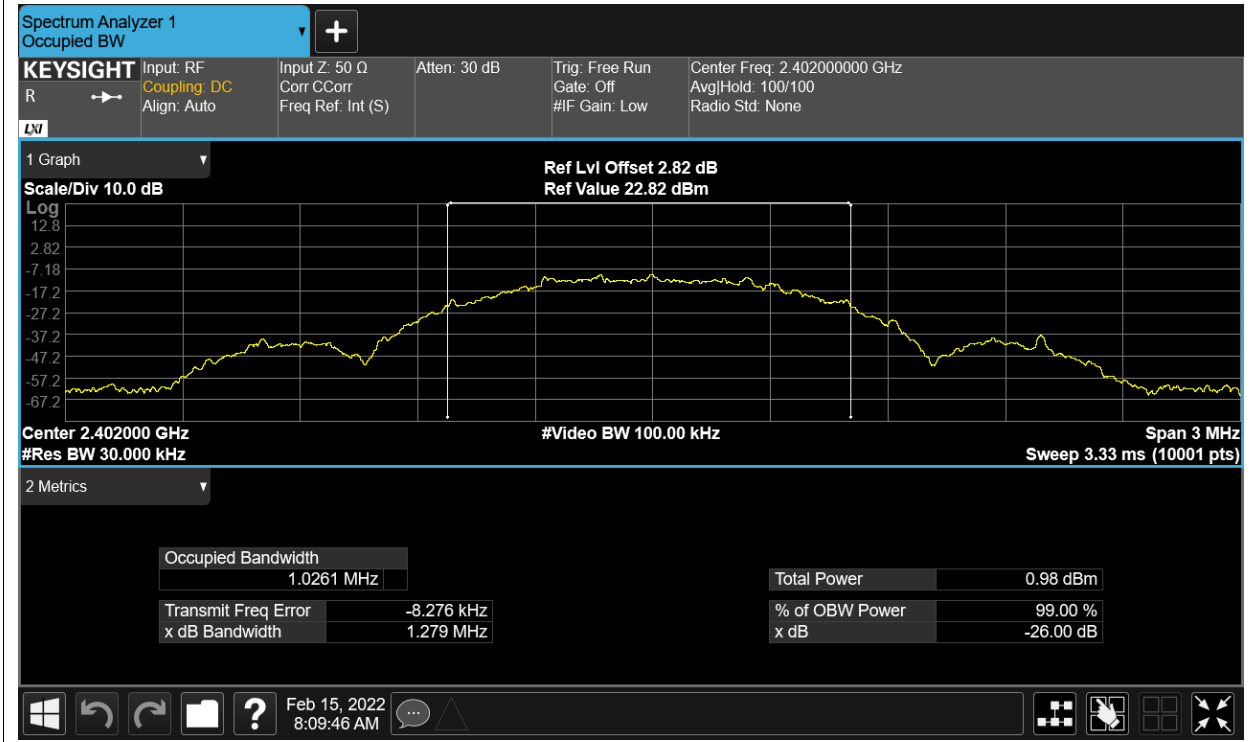 Spectrum Analyzer 1
Occupied BW
KEYSIGHT Input: RF Input Z: 50 Ω Atten: 30 dB Trig: Free Run Center Freq: 2.402000000 GHz
R Coupling: DC Corr CCorr Gate: Off Avg|Hold: 100/100
Align: Auto Freq Ref: Int (S) #IF Gain: Low Radio Std: None
LXI
1 Graph
Ref Lvl Offset 2.82 dB
Scale/Div 10.0 dB Ref Value 22.82 dBm
Log
12.8
2.82
-7.18
-17.2
-27.2
-37.2
-47.2
-57.2
-67.2
Center 2.402000 GHz #Video BW 100.00 kHz Span 3 MHz
#Res BW 30.000 kHz Sweep 3.33 ms (10001 pts)
2 Metrics
Occupied Bandwidth
1.0261 MHz Total Power 0.98 dBm
Transmit Freq Error -8.276 kHz % of OBW Power 99.00 %
x dB Bandwidth 1.279 MHz x dB -26.00 dB
Feb 15, 2022
8:09:46 AM